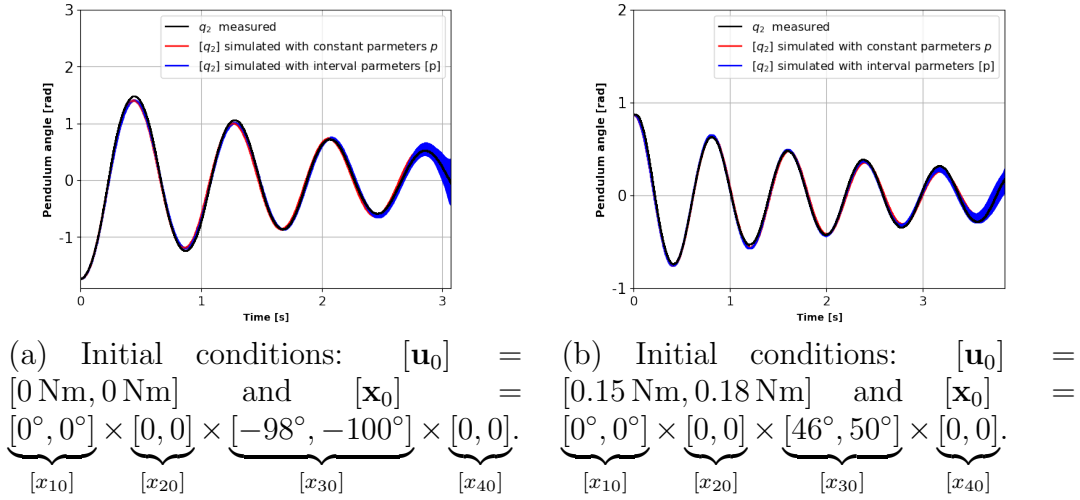 3
2
1
0
-1
0
1
2
3
Pendulum angle [rad]
Time [s]
q₂ measured
[q₂] simulated with constant parmeters p
[q₂] simulated with interval parmeters [p]
2
1
0
-1
0
1
2
3
Pendulum angle [rad]
Time [s]
q₂ measured
[q₂] simulated with constant parmeters p
[q₂] simulated with interval parmeters [p]
(a) Initial conditions: [u₀] =
[0 Nm, 0 Nm] and [x₀] =
[0°, 0°] × [0, 0] × [−98°, −100°] × [0, 0].
[x₁₀] [x₂₀] [x₃₀] [x₄₀]
(b) Initial conditions: [u₀] =
[0.15 Nm, 0.18 Nm] and [x₀] =
[0°, 0°] × [0, 0] × [46°, 50°] × [0, 0].
[x₁₀] [x₂₀] [x₃₀] [x₄₀]